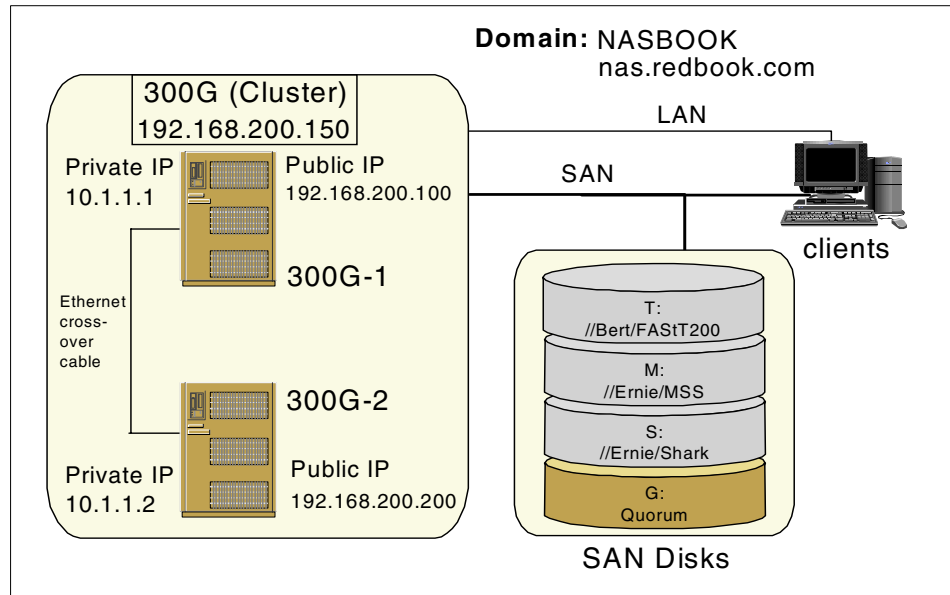 Domain: NASBOOK
nas.redbook.com
300G (Cluster)
192.168.200.150
LAN
Private IP
10.1.1.1
Public IP
192.168.200.100
SAN
clients
300G-1
Ethernet
cross-
over
cable
T:
//Bert/FAStT200
M:
//Ernie/MSS
S:
//Ernie/Shark
G:
Quorum
300G-2
Private IP
10.1.1.2
Public IP
192.168.200.200
SAN Disks